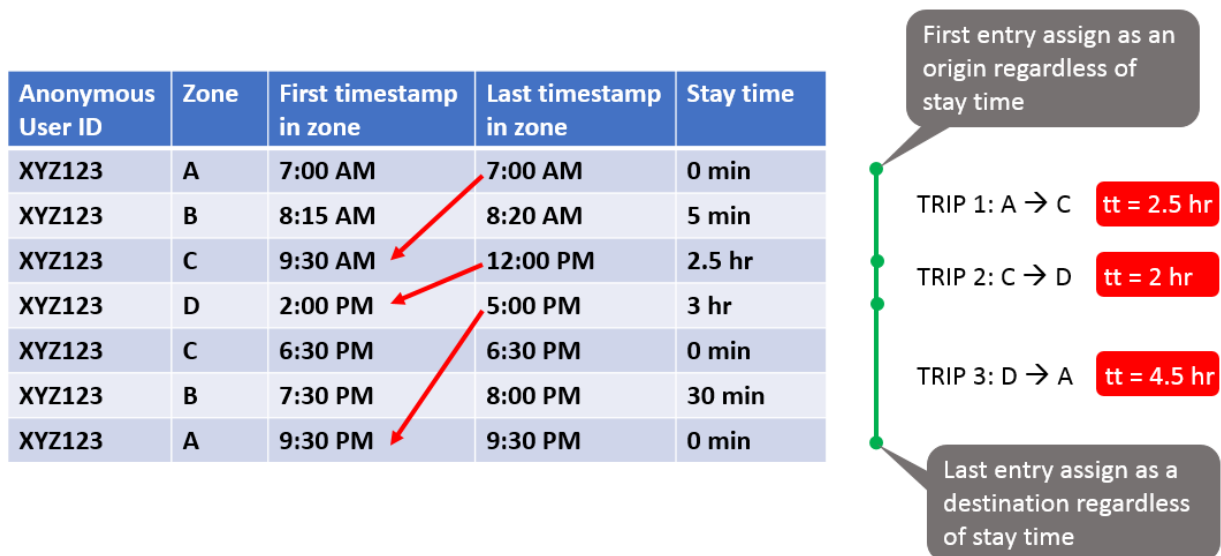 First entry assign as an
origin regardless of
stay time
Anonymous User ID Zone First timestamp in zone Last timestamp in zone Stay time
XYZ123 A 7:00 AM 7:00 AM 0 min
XYZ123 B 8:15 AM 8:20 AM 5 min
XYZ123 C 9:30 AM 12:00 PM 2.5 hr
XYZ123 D 2:00 PM 5:00 PM 3 hr
XYZ123 C 6:30 PM 6:30 PM 0 min
XYZ123 B 7:30 PM 8:00 PM 30 min
XYZ123 A 9:30 PM 9:30 PM 0 min
TRIP 1: A → C tt = 2.5 hr
TRIP 2: C → D tt = 2 hr
TRIP 3: D → A tt = 4.5 hr
Last entry assign as a
destination regardless
of stay time